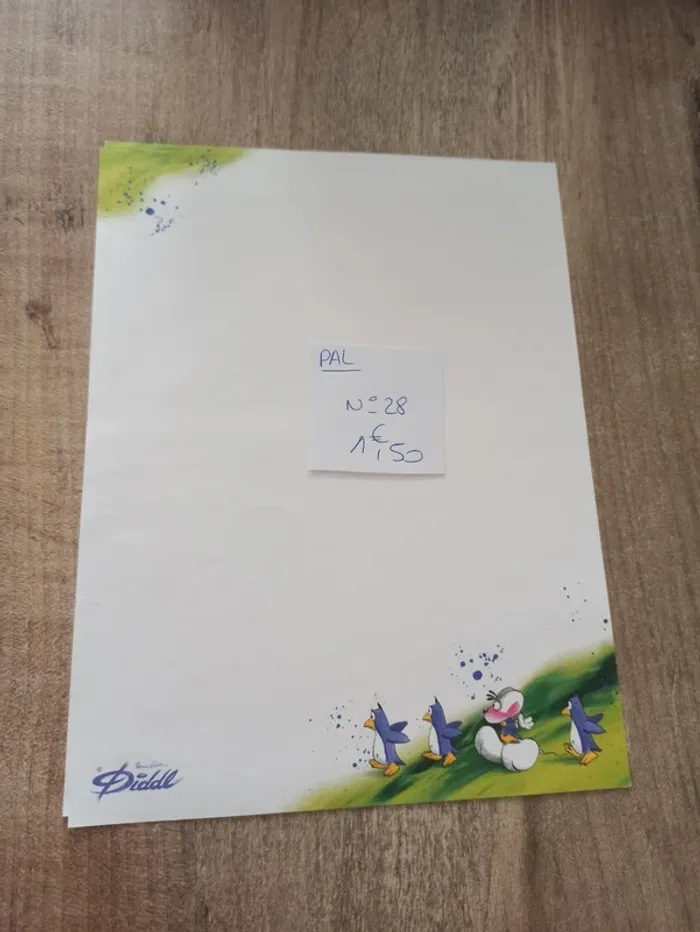 PAL
N° 28
1€,50
Diddl